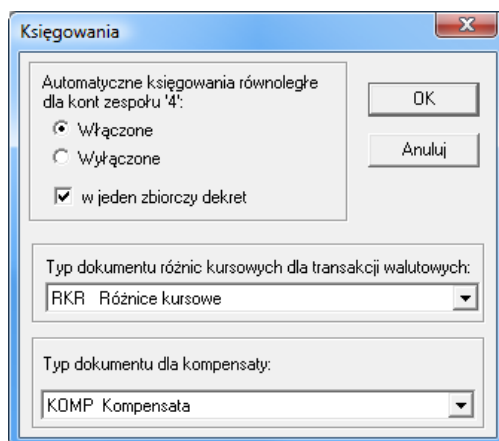 Księgowania
Automatyczne księgowania równoległe
dla kont zespołu '4':
Włączone
Wyłączone
w jeden zbiorczy dekret
OK
Anuluj
Typ dokumentu różnic kursowych dla transakcji walutowych:
RKR Różnice kursowe
Typ dokumentu dla kompensaty:
KOMP Kompensata